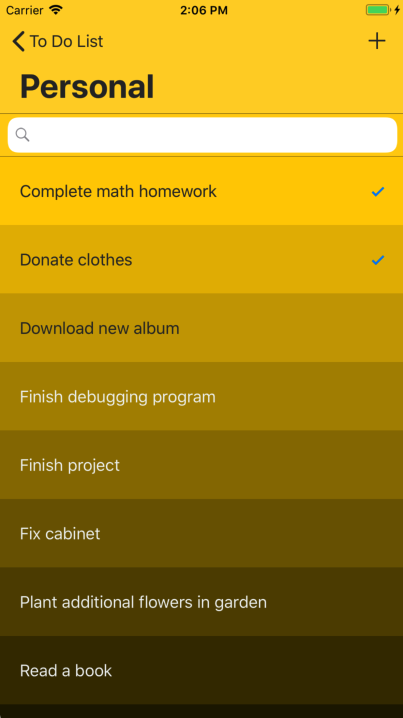 Carrier 2:06 PM
To Do List
Personal
Complete math homework
Donate clothes
Download new album
Finish debugging program
Finish project
Fix cabinet
Plant additional flowers in garden
Read a book